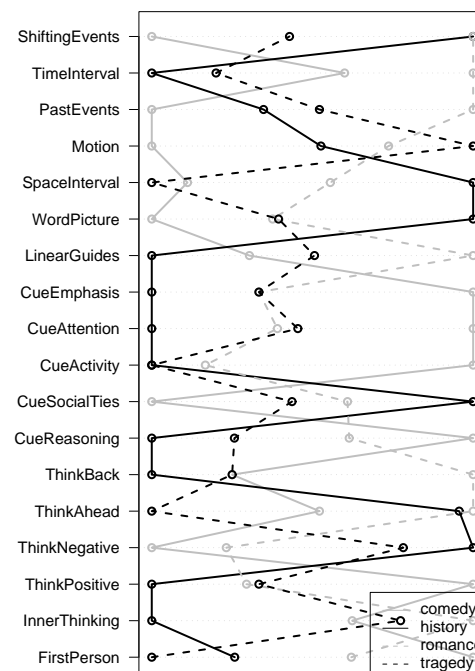 ShiftingEvents
TimeInterval
PastEvents
Motion
SpaceInterval
WordPicture
LinearGuides
CueEmphasis
CueAttention
CueActivity
CueSocialTies
CueReasoning
ThinkBack
ThinkAhead
ThinkNegative
ThinkPositive
InnerThinking
FirstPerson
comedy
history
romance
tragedy